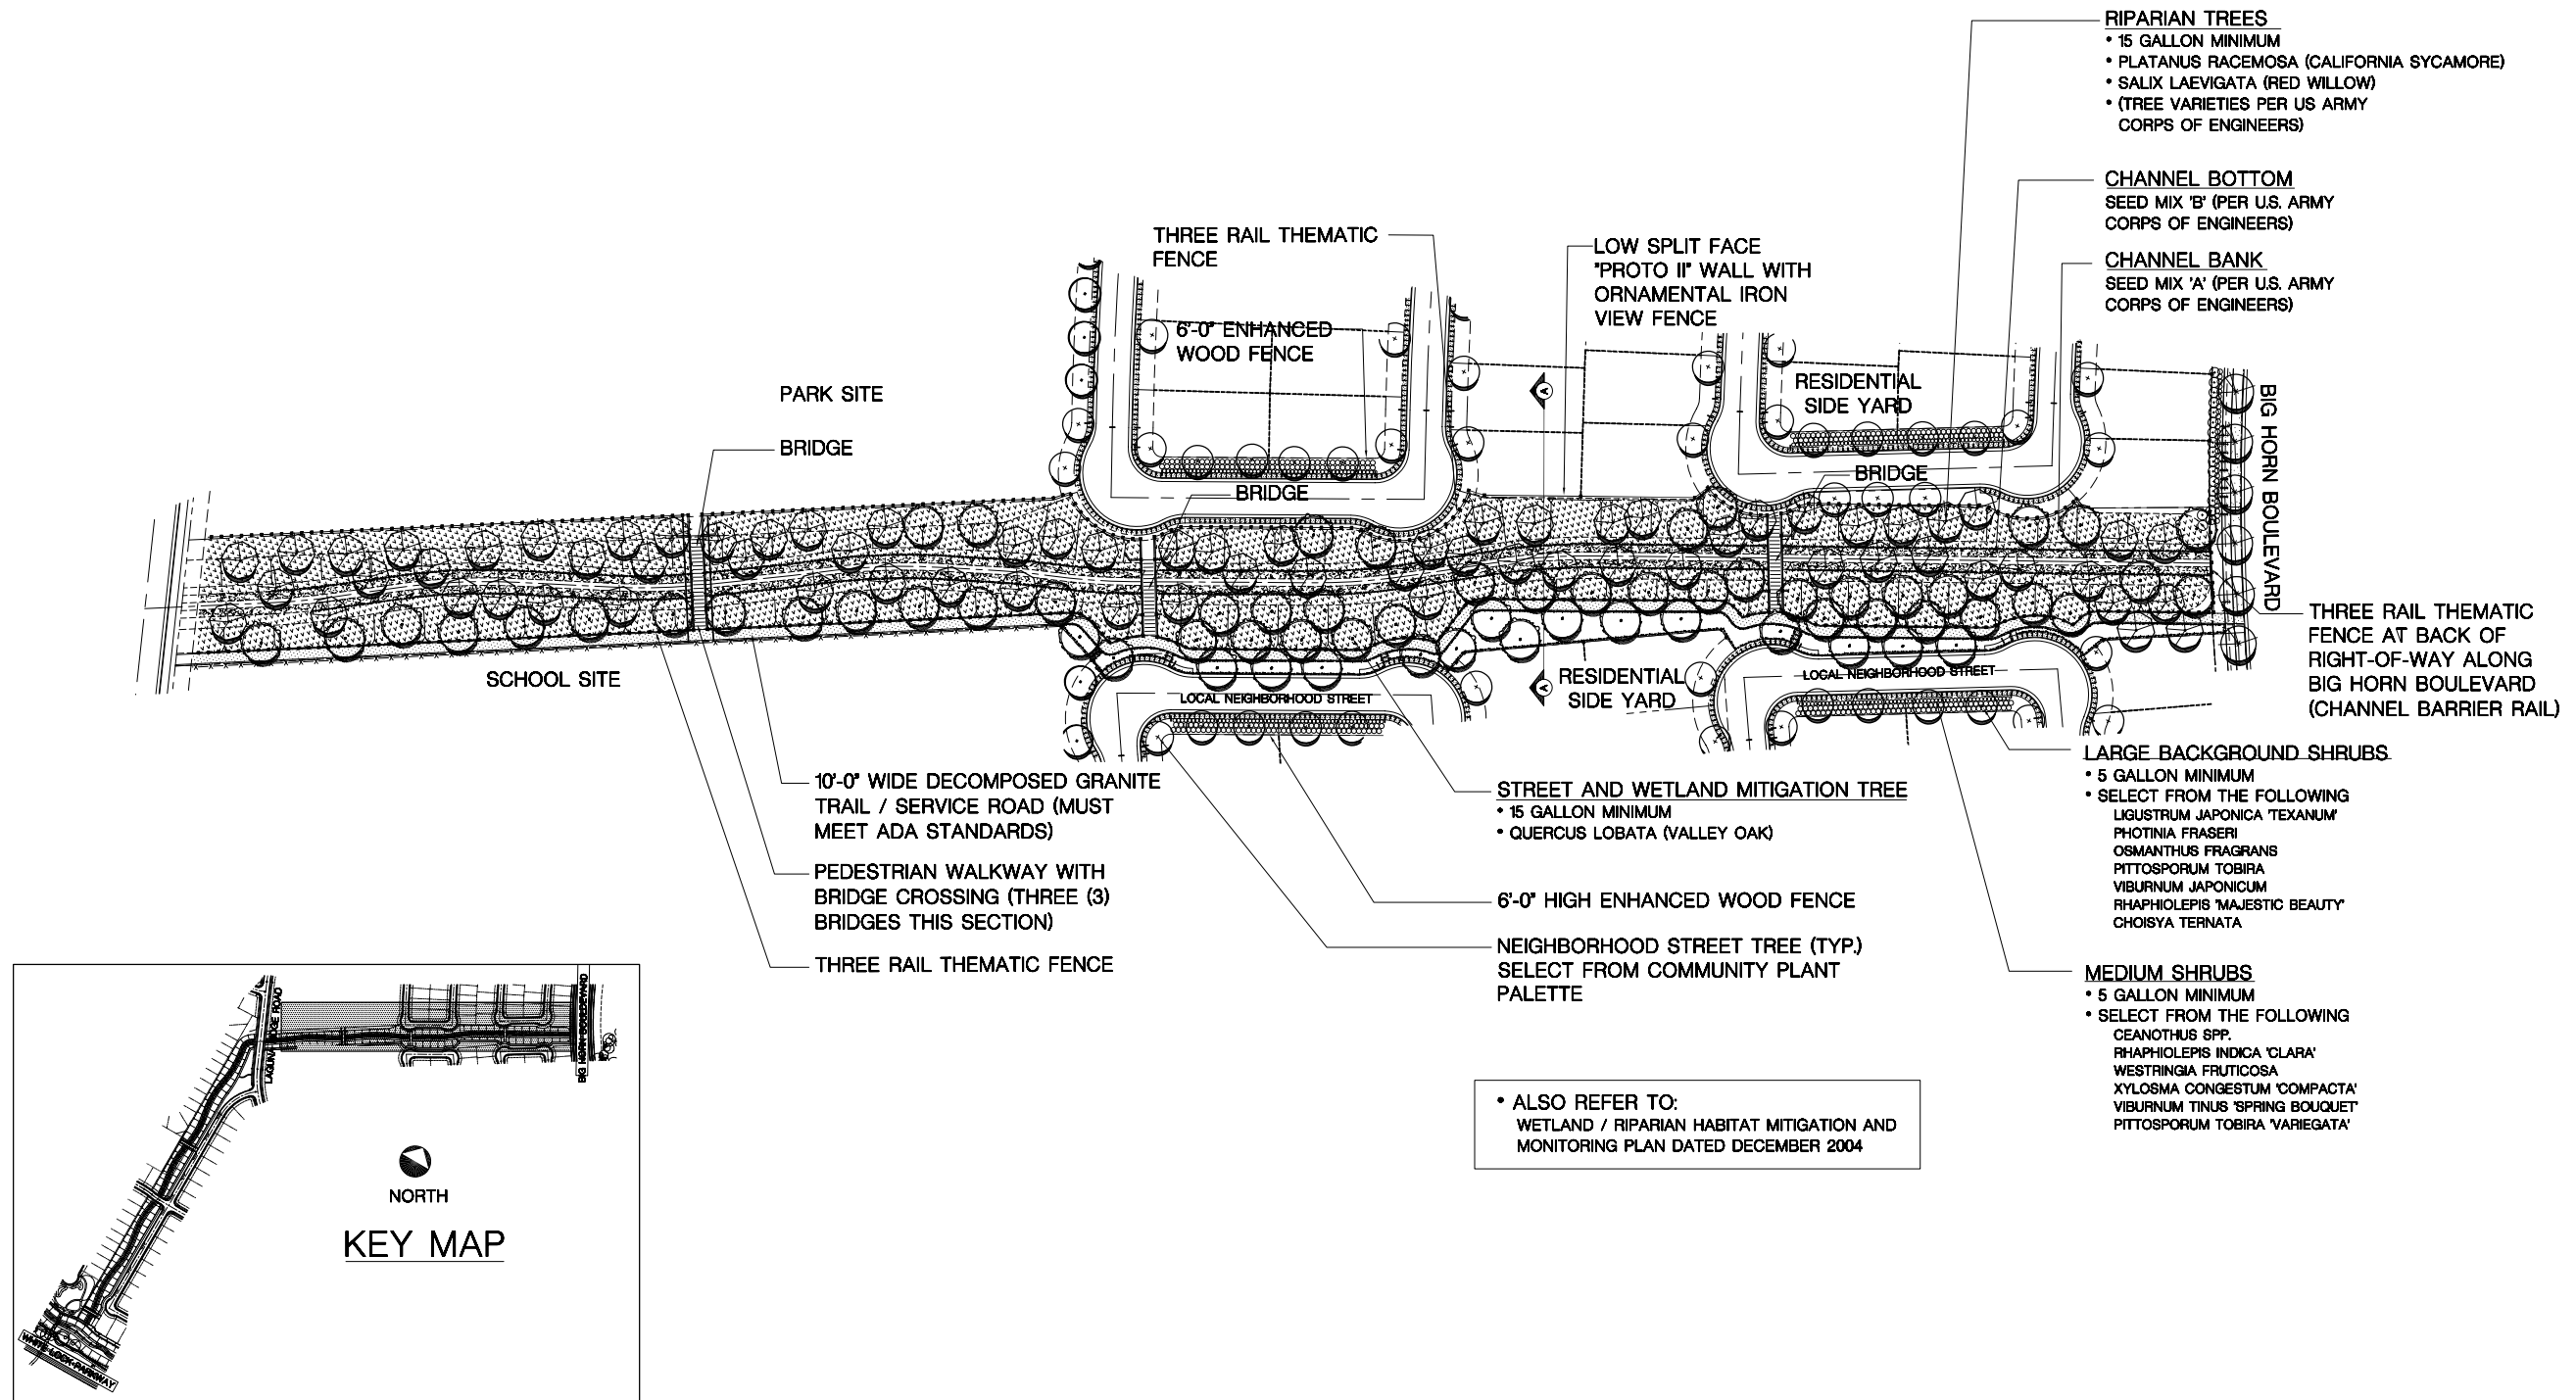 RIPARIAN TREES
• 15 GALLON MINIMUM
• PLATANUS RACEMOSA (CALIFORNIA SYCAMORE)
• SALIX LAEVIGATA (RED WILLOW)
• (TREE VARIETIES PER US ARMY
CORPS OF ENGINEERS)
CHANNEL BOTTOM
SEED MIX 'B' (PER U.S. ARMY
CORPS OF ENGINEERS)
CHANNEL BANK
SEED MIX 'A' (PER U.S. ARMY
CORPS OF ENGINEERS)
THREE RAIL THEMATIC
FENCE
LOW SPLIT FACE
"PROTO II" WALL WITH
ORNAMENTAL IRON
VIEW FENCE
6'-0" ENHANCED
WOOD FENCE
PARK SITE
BRIDGE
A
RESIDENTIAL
SIDE YARD
BRIDGE
BRIDGE
BIG HORN BOULEVARD
THREE RAIL THEMATIC
FENCE AT BACK OF
RIGHT-OF-WAY ALONG
BIG HORN BOULEVARD
(CHANNEL BARRIER RAIL)
SCHOOL SITE
RESIDENTIAL
SIDE YARD
A
LOCAL NEIGHBORHOOD STREET
LOCAL NEIGHBORHOOD STREET
10'-0" WIDE DECOMPOSED GRANITE
TRAIL / SERVICE ROAD (MUST
MEET ADA STANDARDS)
PEDESTRIAN WALKWAY WITH
BRIDGE CROSSING (THREE (3)
BRIDGES THIS SECTION)
THREE RAIL THEMATIC FENCE
STREET AND WETLAND MITIGATION TREE
• 15 GALLON MINIMUM
• QUERCUS LOBATA (VALLEY OAK)
6'-0" HIGH ENHANCED WOOD FENCE
NEIGHBORHOOD STREET TREE (TYP.)
SELECT FROM COMMUNITY PLANT
PALETTE
LARGE BACKGROUND SHRUBS
• 5 GALLON MINIMUM
• SELECT FROM THE FOLLOWING
LIGUSTRUM JAPONICA 'TEXANUM'
PHOTINIA FRASERI
OSMANTHUS FRAGRANS
PITTOSPORUM TOBIRA
VIBURNUM JAPONICUM
RHAPHIOLEPIS 'MAJESTIC BEAUTY'
CHOISYA TERNATA
MEDIUM SHRUBS
• 5 GALLON MINIMUM
• SELECT FROM THE FOLLOWING
CEANOTHUS SPP.
RHAPHIOLEPIS INDICA 'CLARA'
WESTRINGIA FRUTICOSA
XYLOSMA CONGESTUM 'COMPACTA'
VIBURNUM TINUS 'SPRING BOUQUET'
PITTOSPORUM TOBIRA 'VARIEGATA'
• ALSO REFER TO:
WETLAND / RIPARIAN HABITAT MITIGATION AND
MONITORING PLAN DATED DECEMBER 2004
LAGUNA RIDGE ROAD
BIG HORN BOULDEVARD
NORTH
KEY MAP
WHITE LOCK PARKWAY